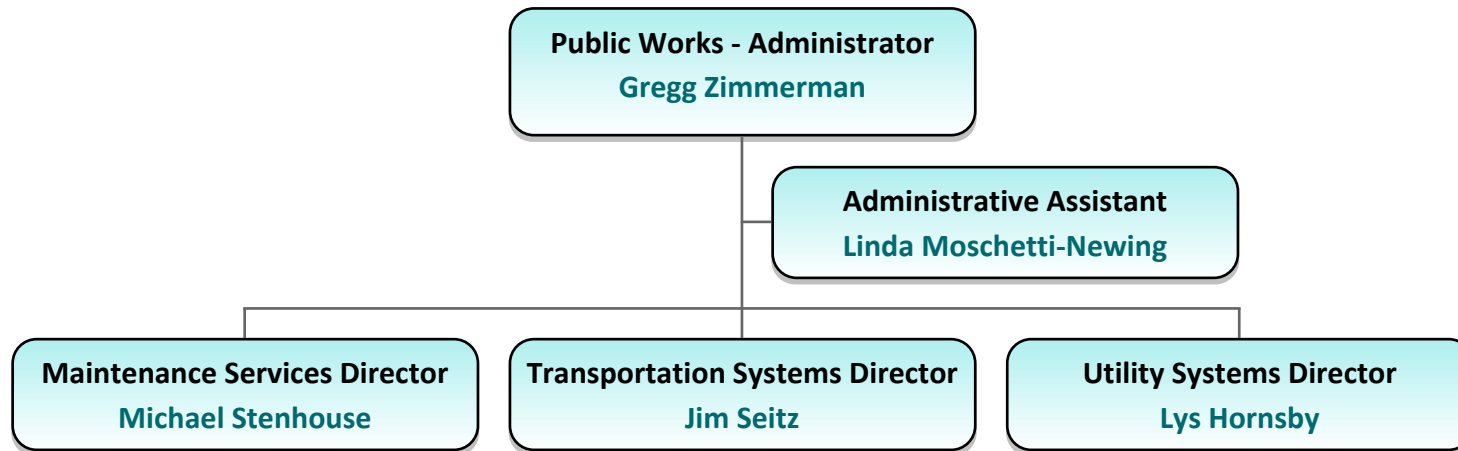 Public Works - Administrator
Gregg Zimmerman
Administrative Assistant
Linda Moschetti-Newing
Maintenance Services Director
Michael Stenhouse
Transportation Systems Director
Jim Seitz
Utility Systems Director
Lys Hornsby